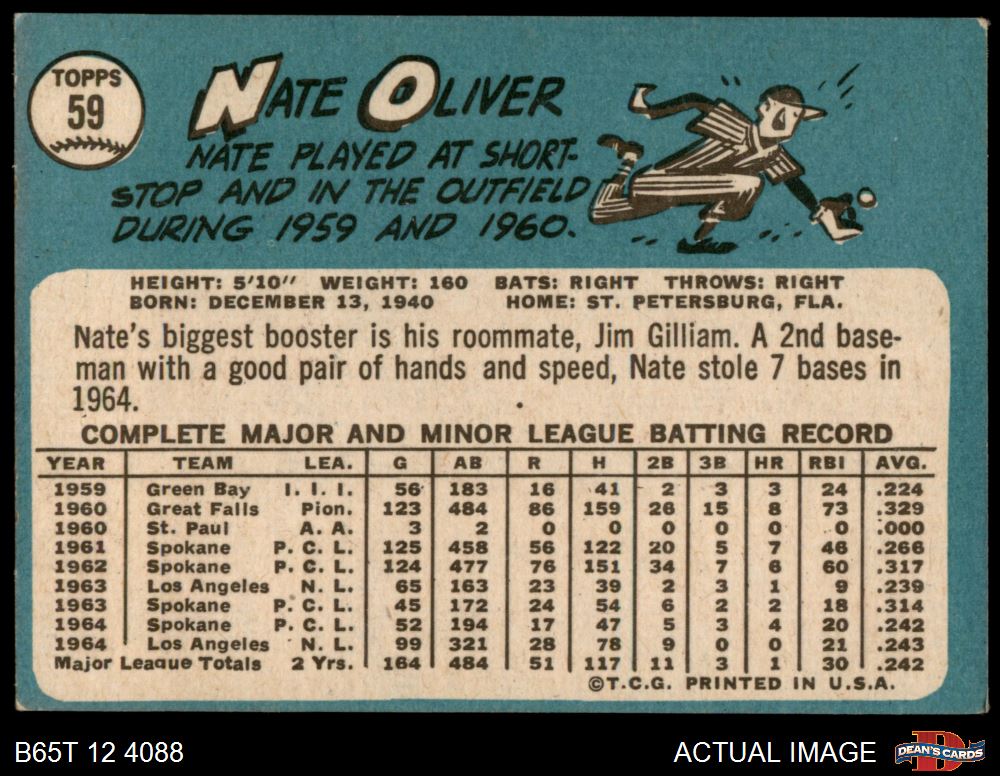 TOPPS
59
NATE OLIVER
NATE PLAYED AT SHORT-
STOP AND IN THE OUTFIELD
DURING 1959 AND 1960.
HEIGHT: 5'10" WEIGHT: 160 BATS: RIGHT THROWS: RIGHT
BORN: DECEMBER 13, 1940 HOME: ST. PETERSBURG, FLA.
Nate's biggest booster is his roommate, Jim Gilliam. A 2nd base-
man with a good pair of hands and speed, Nate stole 7 bases in
1964.
COMPLETE MAJOR AND MINOR LEAGUE BATTING RECORD
YEAR TEAM LEA. G AB R H 2B 3B HR RBI AVG.
1959 Green Bay I. I. I. 56 183 16 41 2 3 3 24 .224
1960 Great Falls Pion. 123 484 86 159 26 15 8 73 .329
1960 St. Paul A. A. 3 2 0 0 0 0 0 0 .000
1961 Spokane P. C. L. 125 458 56 122 20 5 7 46 .266
1962 Spokane P. C. L. 124 477 76 151 34 7 6 60 .317
1963 Los Angeles N. L. 65 163 23 39 2 3 1 9 .239
1963 Spokane P. C. L. 45 172 24 54 6 2 2 18 .314
1964 Spokane P. C. L. 52 194 17 47 5 3 4 20 .242
1964 Los Angeles N. L. 99 321 28 78 9 0 0 21 .243
Major League Totals 2 Yrs. 164 484 51 117 11 3 1 30 .242
©T.C.G. PRINTED IN U.S.A.
B65T 12 4088 ACTUAL IMAGE DEAN'S CARDS